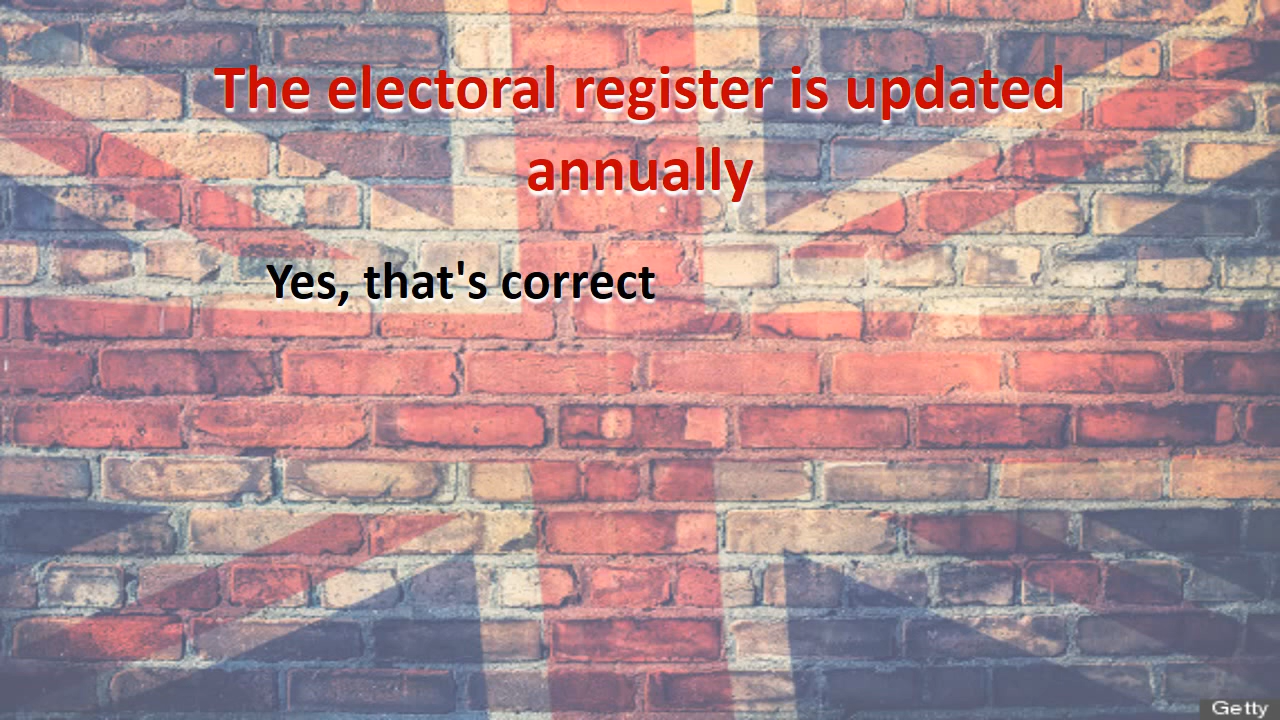 The electoral register is updated
annually
Yes, that's correct
Getty